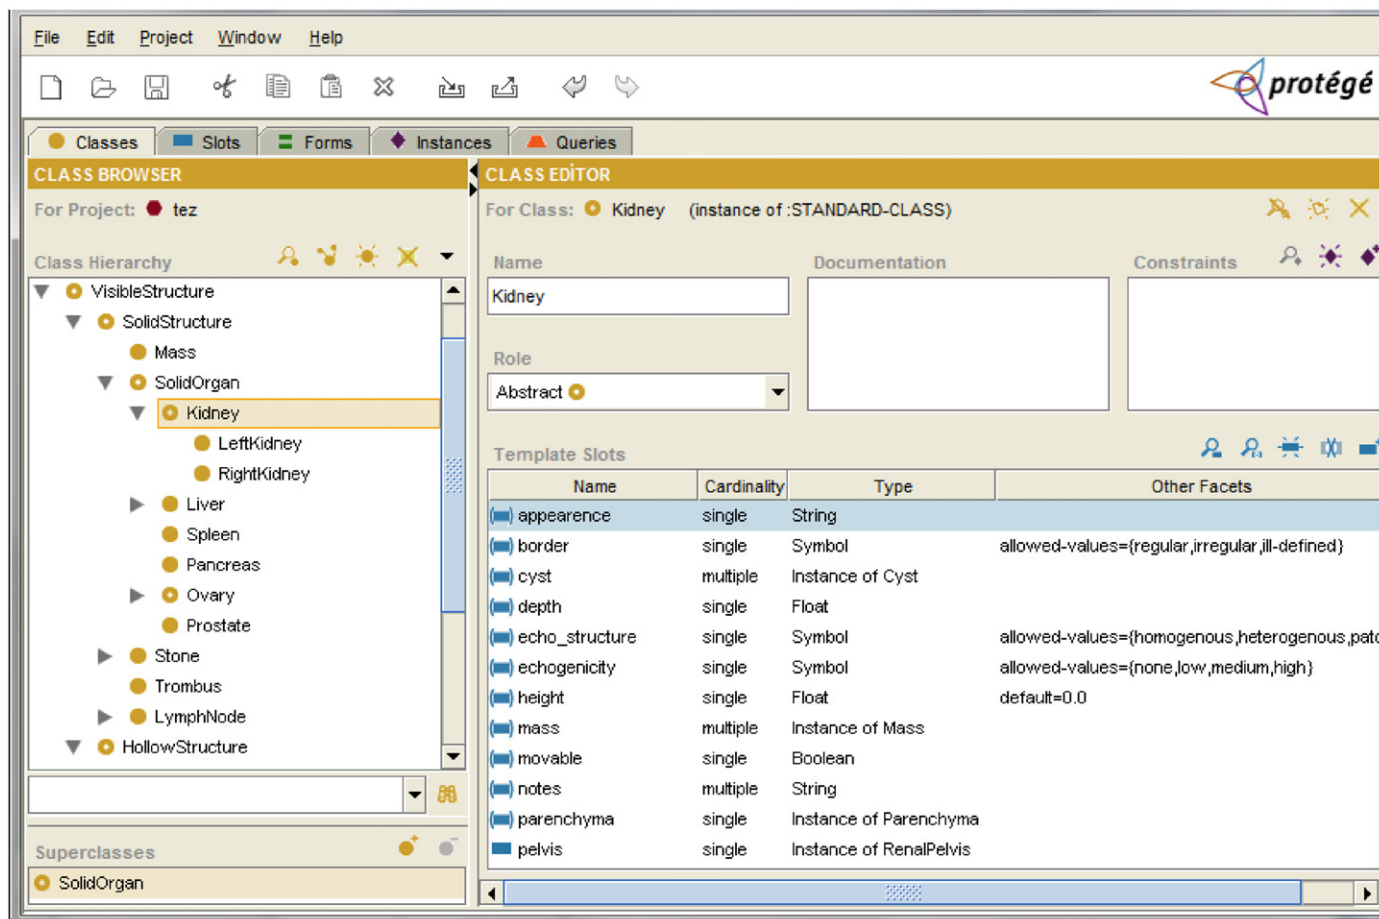 File Edit Project Window Help
protégé
Classes Slots Forms Instances Queries
CLASS BROWSER
For Project: tez
Class Hierarchy
VisibleStructure
SolidStructure
Mass
SolidOrgan
Kidney
LeftKidney
RightKidney
Liver
Spleen
Pancreas
Ovary
Prostate
Stone
Trombus
LymphNode
HollowStructure
Superclasses
SolidOrgan
CLASS EDİTOR
For Class: Kidney (instance of :STANDARD-CLASS)
Name Documentation Constraints
Kidney
Role
Abstract
Template Slots
Name Cardinality Type Other Facets
appearence single String
border single Symbol allowed-values={regular,irregular,ill-defined}
cyst multiple Instance of Cyst
depth single Float
echo_structure single Symbol allowed-values={homogenous,heterogenous,patc
echogenicity single Symbol allowed-values={none,low,medium,high}
height single Float default=0.0
mass multiple Instance of Mass
movable single Boolean
notes multiple String
parenchyma single Instance of Parenchyma
pelvis single Instance of RenalPelvis